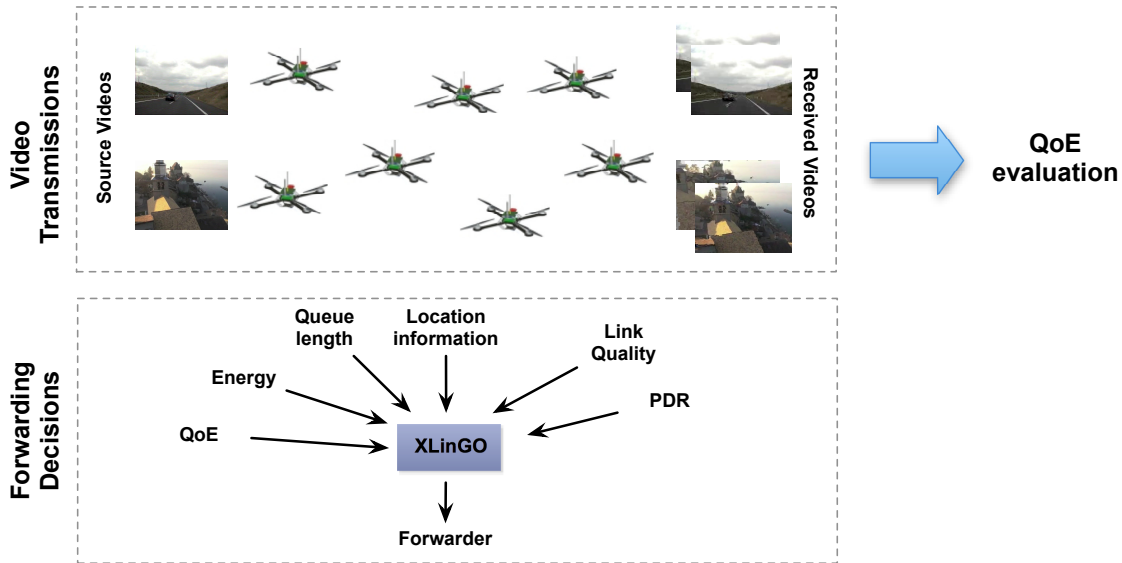 Video
Transmissions
Source Videos
Received Videos
QoE
evaluation
Forwarding
Decisions
Queue
length
Location
information
Link
Quality
Energy
PDR
QoE
XLinGO
Forwarder